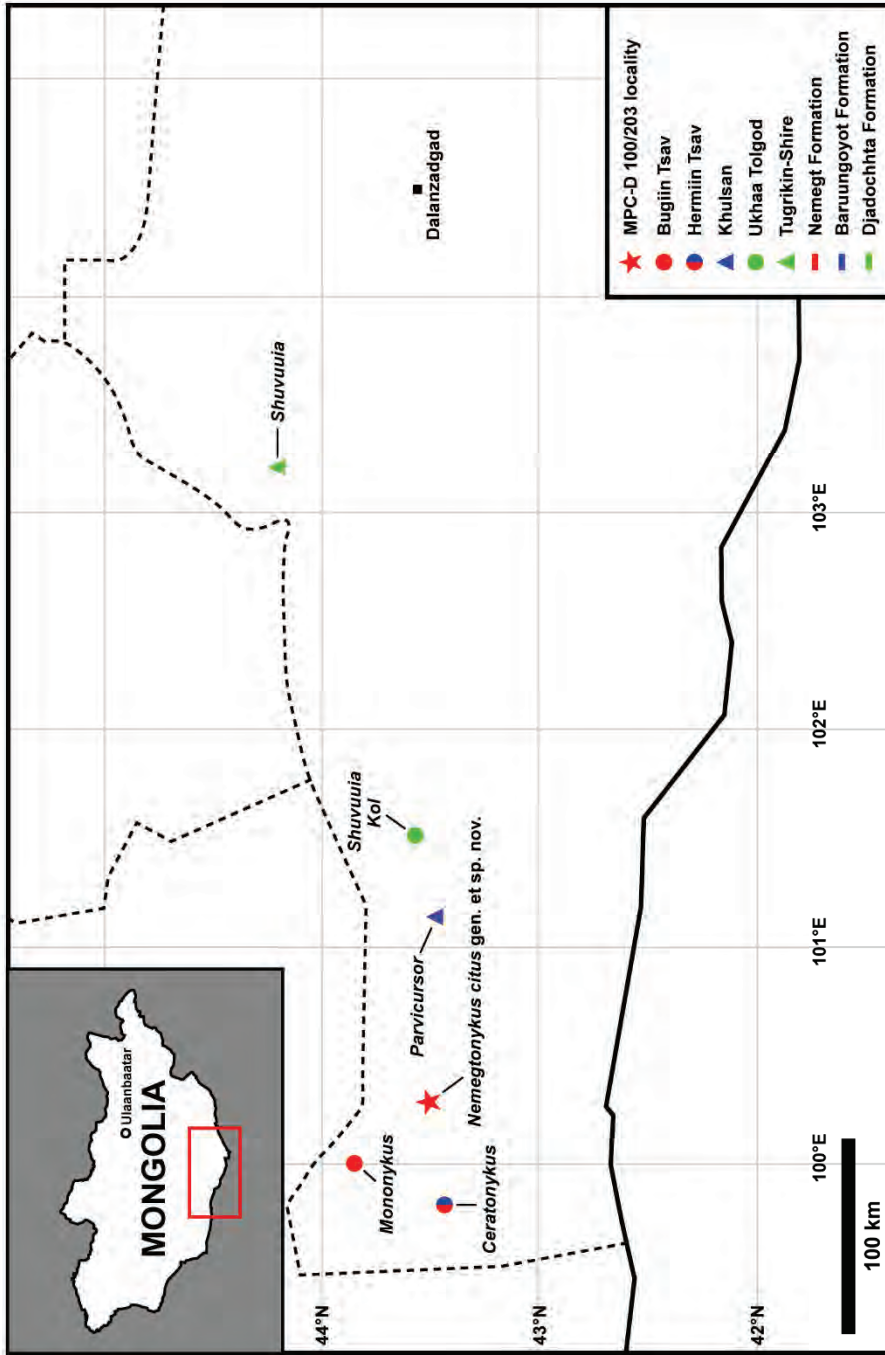 Ulaanbaatar
MONGOLIA
44°N
43°N
42°N
100°E
101°E
102°E
103°E
100 km
Mononykus
Ceratonykus
Nemegtonykus citus gen. et sp. nov.
Parvicursor
Shuvuuia
Kol
Shuvuuia
Dalanzadgad
MPC-D 100/203 locality
Bugiin Tsav
Hermiin Tsav
Khulsan
Ukhaa Tolgod
Tugrikin-Shire
Nemegt Formation
Baruungoyot Formation
Djadochhta Formation